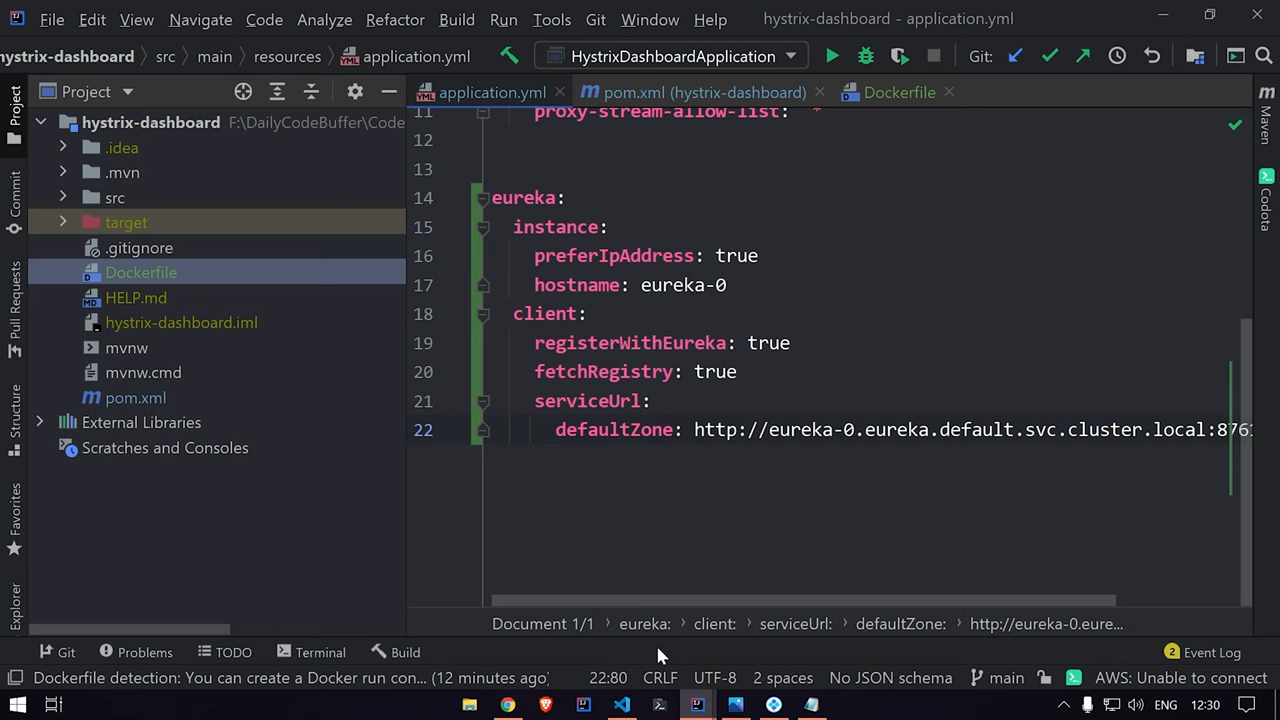 File Edit View Navigate Code Analyze Refactor Build Run Tools Git Window Help hystrix-dashboard - application.yml
hystrix-dashboard src main resources application.yml HystrixDashboardApplication Git:
Project application.yml pom.xml (hystrix-dashboard) Dockerfile
Project
Commit
Pull Requests
Structure
Favorites
Explorer
hystrix-dashboard F:\DailyCodeBuffer\Code
.idea
.mvn
src
target
.gitignore
Dockerfile
HELP.md
hystrix-dashboard.iml
mvnw
mvnw.cmd
pom.xml
External Libraries
Scratches and Consoles
11 proxy-stream-allow-list: "*"
12
13
14 eureka:
15 instance:
16 preferIpAddress: true
17 hostname: eureka-0
18 client:
19 registerWithEureka: true
20 fetchRegistry: true
21 serviceUrl:
22 defaultZone: http://eureka-0.eureka.default.svc.cluster.local:8761
Maven
Codota
Document 1/1 eureka: client: serviceUrl: defaultZone: http://eureka-0.eure...
Git Problems TODO Terminal Build 2 Event Log
Dockerfile detection: You can create a Docker run con... (12 minutes ago) 22:80 CRLF UTF-8 2 spaces No JSON schema main AWS: Unable to connect
ENG 12:30